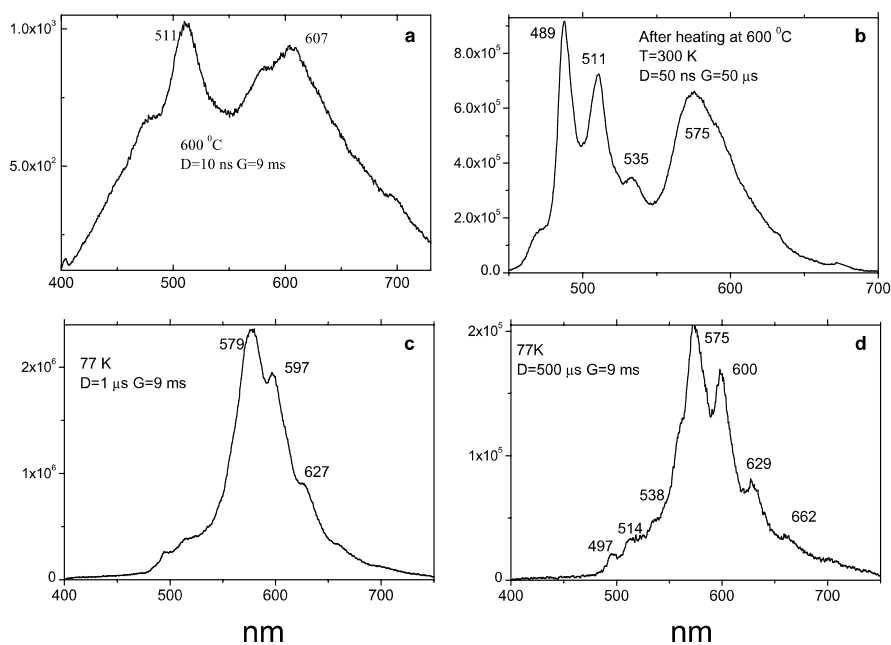 a
1.0x10³
511
607
600 ⁰C
D=10 ns G=9 ms
5.0x10²
400 500 600 700
b
After heating at 600 ⁰C
T=300 K
D=50 ns G=50 μs
489
511
535
575
8.0x10⁵
6.0x10⁵
4.0x10⁵
2.0x10⁵
0.0
500 600 700
c
77 K
D=1 μs G=9 ms
579
597
627
2x10⁶
1x10⁶
0
400 500 600 700
nm
d
77K
D=500 μs G=9 ms
575
600
629
662
538
514
497
2x10⁵
1x10⁵
0
400 500 600 700
nm